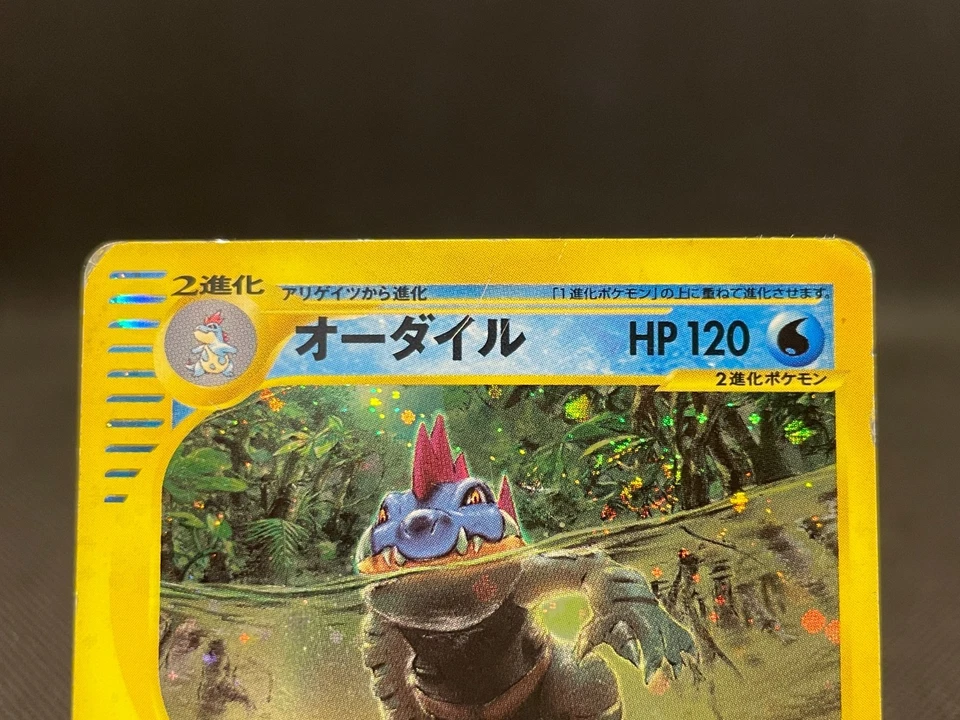 2進化 アリゲイツから進化 「1進化ポケモン」の上に重ねて進化させます。
オーダイル HP 120
2進化ポケモン